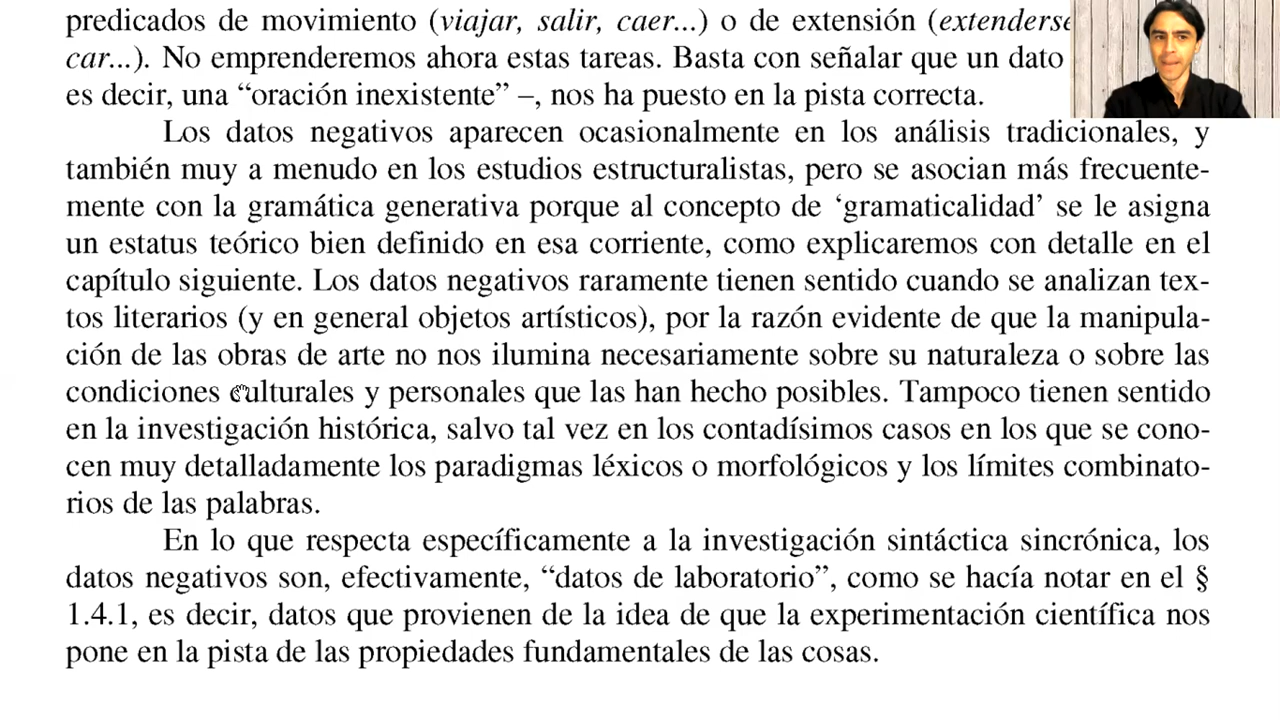 predicados de movimiento (viajar, salir, caer...) o de extensión (extenderse
car...). No emprenderemos ahora estas tareas. Basta con señalar que un dato
es decir, una “oración inexistente” –, nos ha puesto en la pista correcta.
Los datos negativos aparecen ocasionalmente en los análisis tradicionales, y
también muy a menudo en los estudios estructuralistas, pero se asocian más frecuente-
mente con la gramática generativa porque al concepto de ‘gramaticalidad’ se le asigna
un estatus teórico bien definido en esa corriente, como explicaremos con detalle en el
capítulo siguiente. Los datos negativos raramente tienen sentido cuando se analizan tex-
tos literarios (y en general objetos artísticos), por la razón evidente de que la manipula-
ción de las obras de arte no nos ilumina necesariamente sobre su naturaleza o sobre las
condiciones culturales y personales que las han hecho posibles. Tampoco tienen sentido
en la investigación histórica, salvo tal vez en los contadísimos casos en los que se cono-
cen muy detalladamente los paradigmas léxicos o morfológicos y los límites combinato-
rios de las palabras.
En lo que respecta específicamente a la investigación sintáctica sincrónica, los
datos negativos son, efectivamente, “datos de laboratorio”, como se hacía notar en el §
1.4.1, es decir, datos que provienen de la idea de que la experimentación científica nos
pone en la pista de las propiedades fundamentales de las cosas.